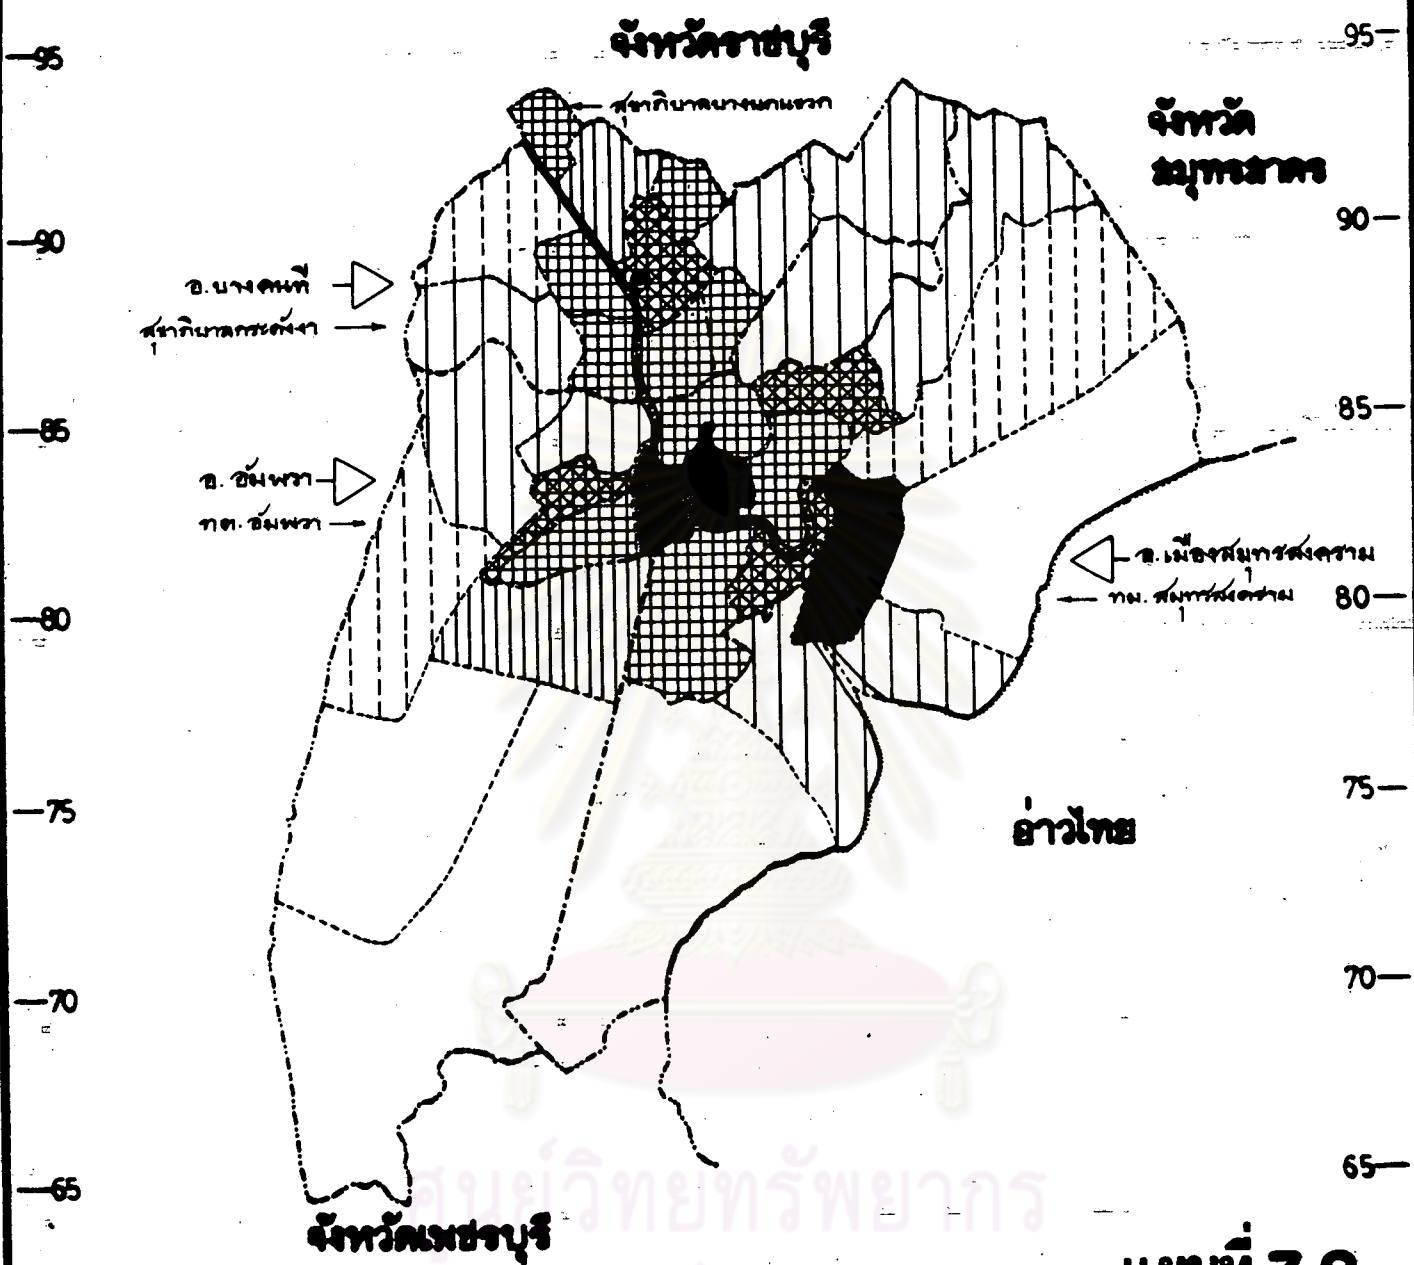 จังหวัดราชบุรี
95
95
สุขาภิบาลบางนกแขวก
จังหวัด
สมุทรสาคร
90
90
อ.บางคนที
สุขาภิบาลกระดังงา
85
85
อ. อัมพวา
ทต. อัมพวา
อ.เมืองสมุทรสงคราม
ทม. สมุทรสงคราม
80
80
75
75
อ่าวไทย
70
70
65
65
ศูนย์วิทยทรัพยากร
จังหวัดเพชรบุรี
แผนที่